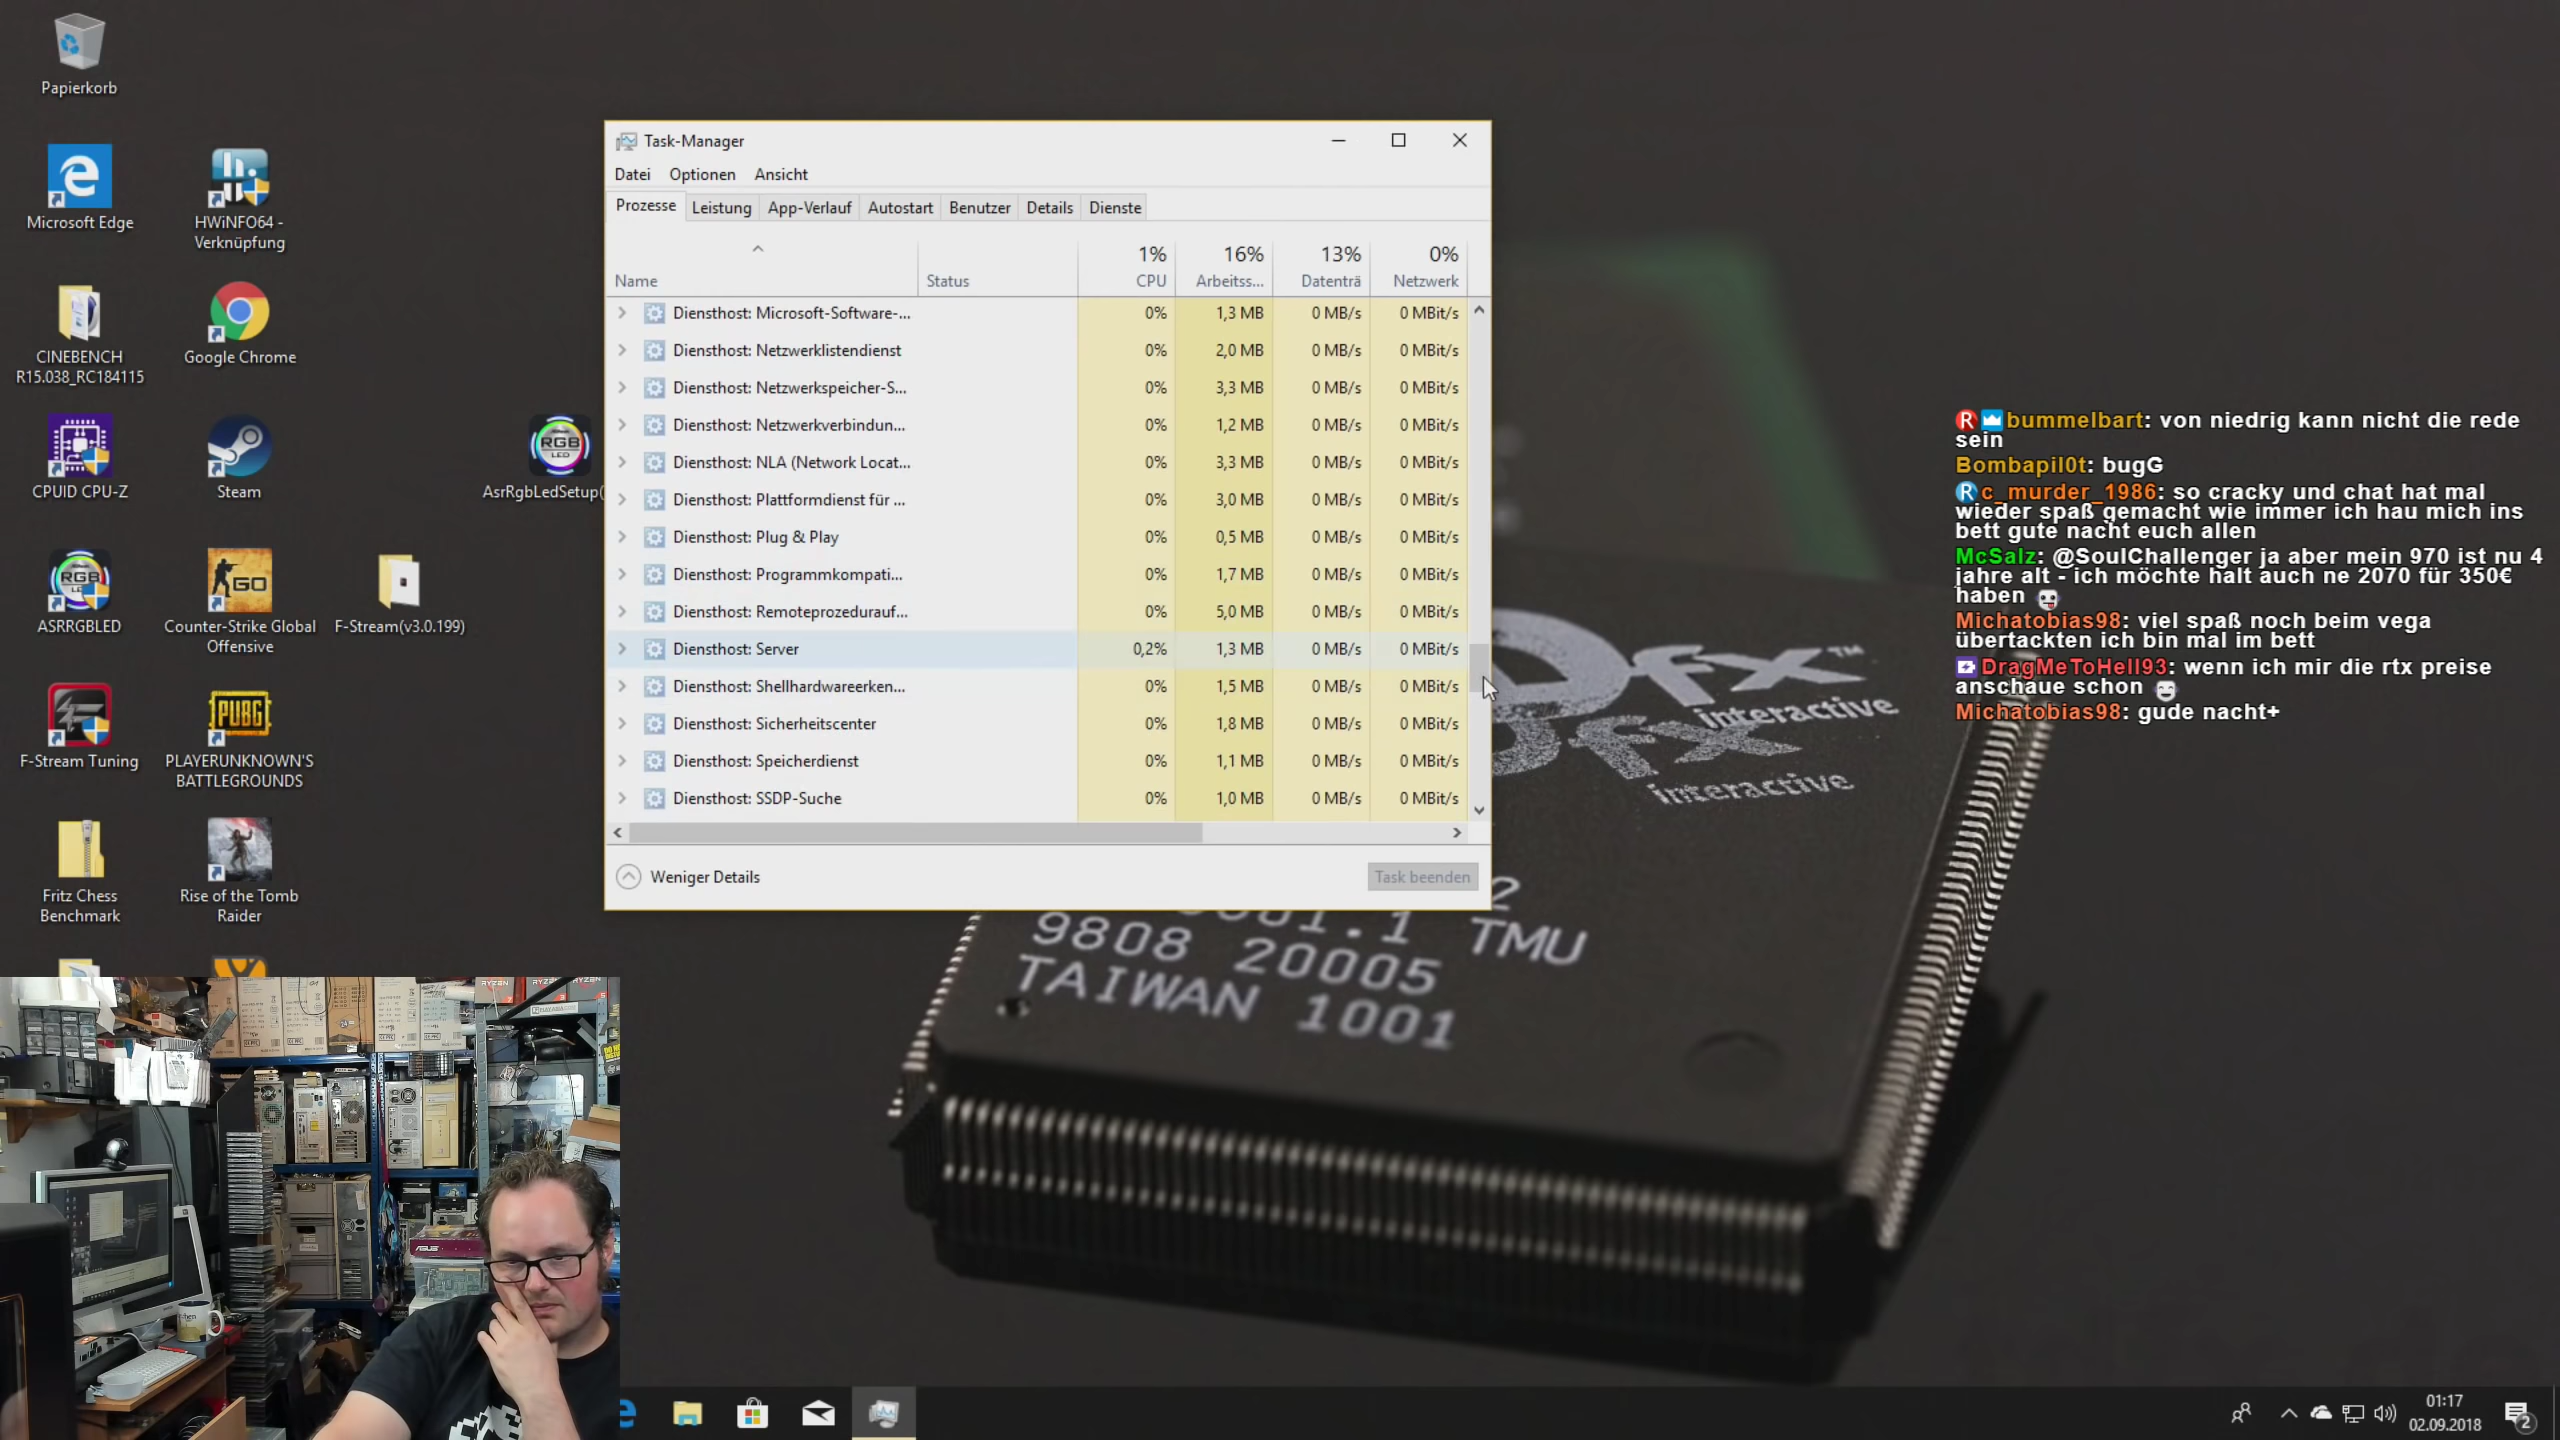 Papierkorb
Microsoft Edge
HWiNFO64 -
Verknüpfung
CINEBENCH
R15.038_RC184115
Google Chrome
CPUID CPU-Z
Steam
RGB
LED
AsrRgbLedSetup(
RGB
ASRRGBLED
GO
Counter-Strike Global
Offensive
F-Stream(v3.0.199)
F-Stream Tuning
PUBG
PLAYERUNKNOWN'S
BATTLEGROUNDS
Fritz Chess
Benchmark
Rise of the Tomb
Raider
Task-Manager
Datei Optionen Ansicht
Prozesse Leistung App-Verlauf Autostart Benutzer Details Dienste
1% 16% 13% 0%
Name Status CPU Arbeitss... Datenträ Netzwerk
Diensthost: Microsoft-Software-... 0% 1,3 MB 0 MB/s 0 MBit/s
Diensthost: Netzwerklistendienst 0% 2,0 MB 0 MB/s 0 MBit/s
Diensthost: Netzwerkspeicher-S... 0% 3,3 MB 0 MB/s 0 MBit/s
Diensthost: Netzwerkverbindun... 0% 1,2 MB 0 MB/s 0 MBit/s
Diensthost: NLA (Network Locat... 0% 3,3 MB 0 MB/s 0 MBit/s
Diensthost: Plattformdienst für ... 0% 3,0 MB 0 MB/s 0 MBit/s
Diensthost: Plug & Play 0% 0,5 MB 0 MB/s 0 MBit/s
Diensthost: Programmkompati... 0% 1,7 MB 0 MB/s 0 MBit/s
Diensthost: Remoteprozedurauf... 0% 5,0 MB 0 MB/s 0 MBit/s
Diensthost: Server 0,2% 1,3 MB 0 MB/s 0 MBit/s
Diensthost: Shellhardwareerken... 0% 1,5 MB 0 MB/s 0 MBit/s
Diensthost: Sicherheitscenter 0% 1,8 MB 0 MB/s 0 MBit/s
Diensthost: Speicherdienst 0% 1,1 MB 0 MB/s 0 MBit/s
Diensthost: SSDP-Suche 0% 1,0 MB 0 MB/s 0 MBit/s
Weniger Details
Task beenden
bummelbart: von niedrig kann nicht die rede
sein
Bombapil0t: bugG
c_murder_1986: so cracky und chat hat mal
wieder spaß gemacht wie immer ich hau mich ins
bett gute nacht euch allen
McSalz: @SoulChallenger ja aber mein 970 ist nu 4
jahre alt - ich möchte halt auch ne 2070 für 350€
haben
Michatobias98: viel spaß noch beim vega
übertackten ich bin mal im bett
DragMeToHell93: wenn ich mir die rtx preise
anschaue schon
Michatobias98: gude nacht+
Dfx™
interactive
Dfx
interactive
TMU
9808 20005
TAIWAN 1001
RYZEN
ASUS
01:17
02.09.2018
2